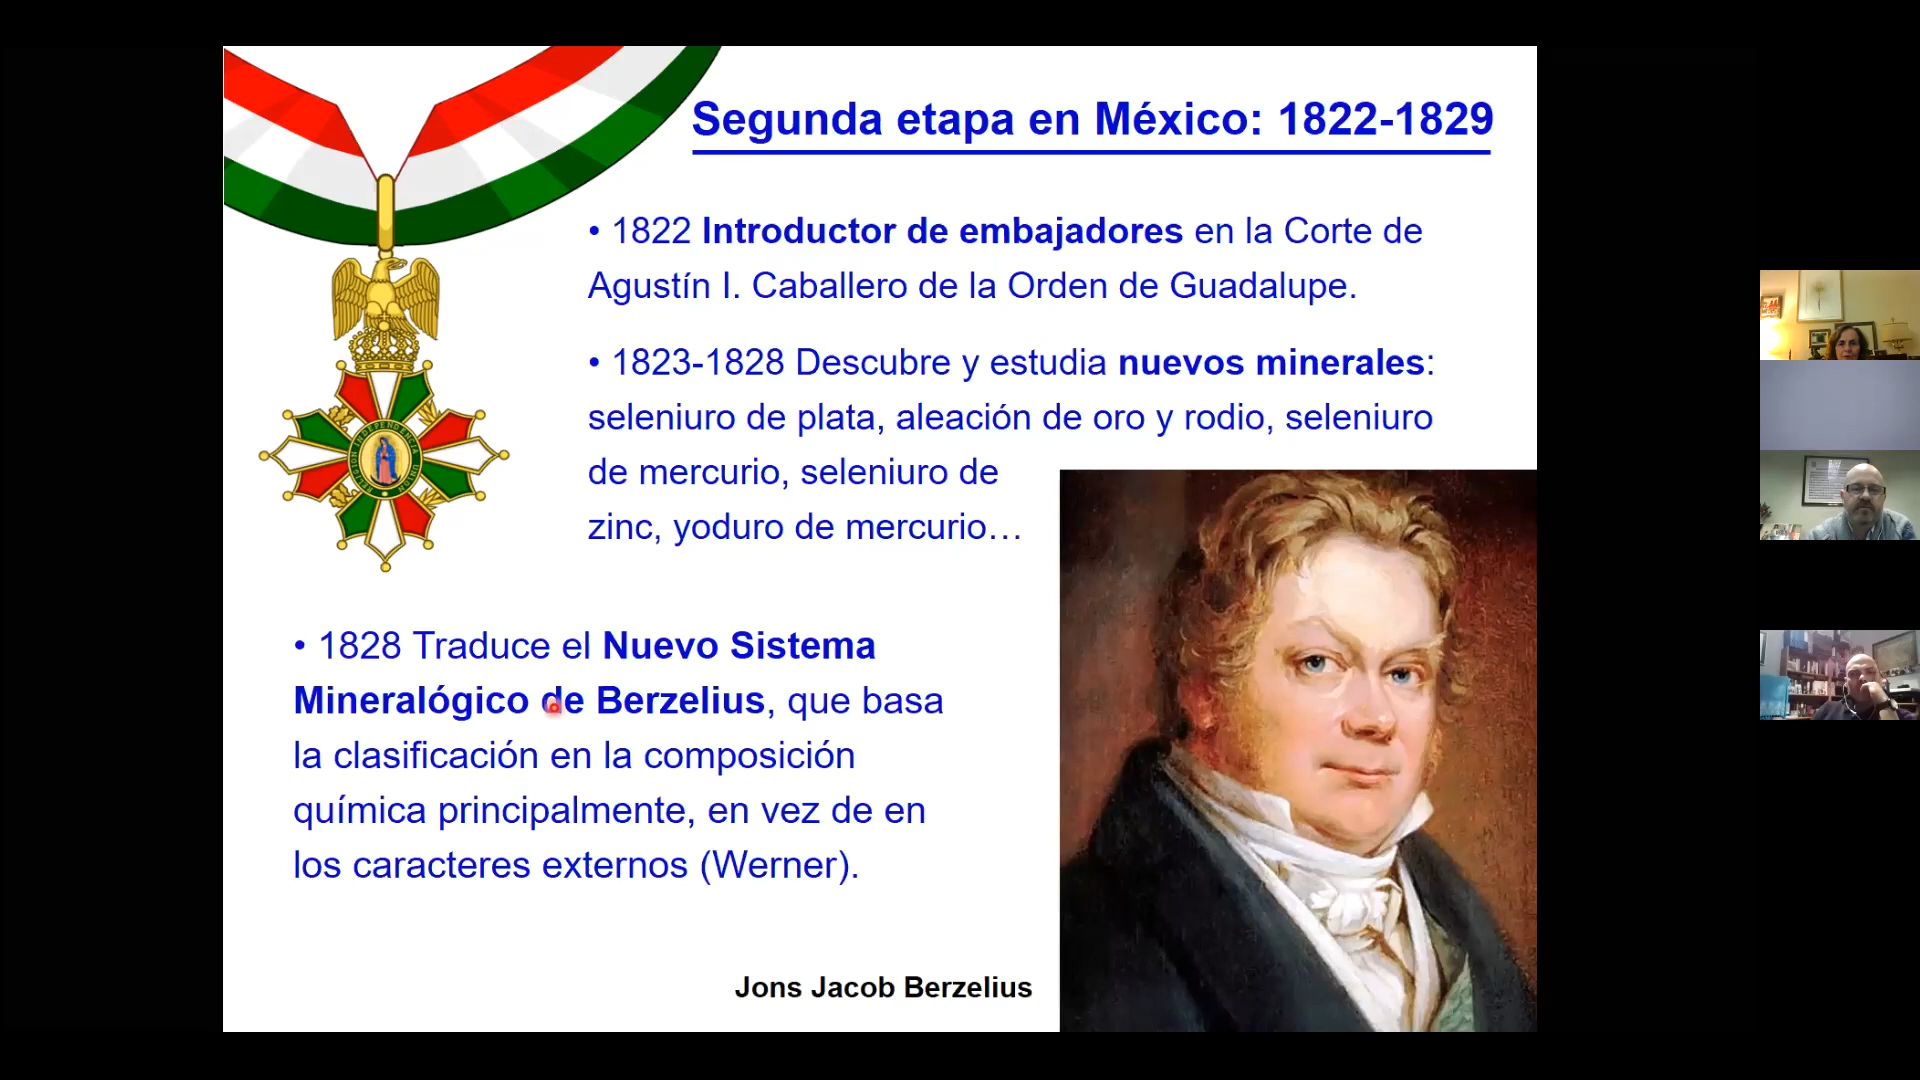 Segunda etapa en México: 1822-1829
• 1822 Introductor de embajadores en la Corte de
Agustín I. Caballero de la Orden de Guadalupe.
• 1823-1828 Descubre y estudia nuevos minerales:
seleniuro de plata, aleación de oro y rodio, seleniuro
de mercurio, seleniuro de
zinc, yoduro de mercurio…
RELIGION INDEPENDENCIA UNION
• 1828 Traduce el Nuevo Sistema
Mineralógico de Berzelius, que basa
la clasificación en la composición
química principalmente, en vez de en
los caracteres externos (Werner).
Jons Jacob Berzelius